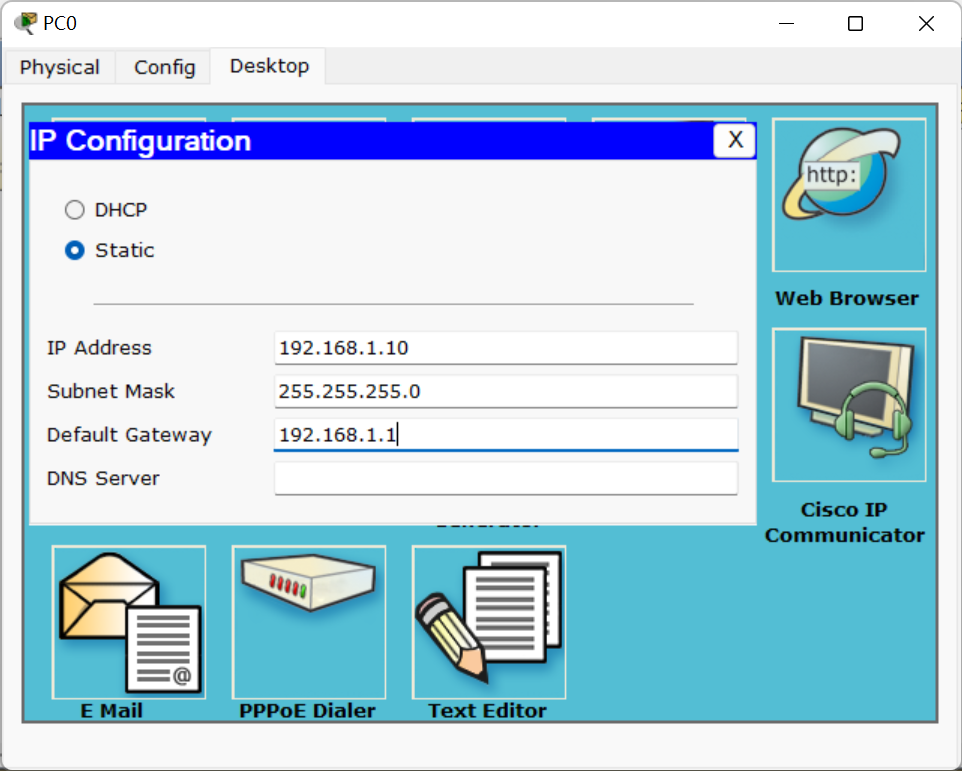 PC0
Physical Config Desktop
IP Configuration X
DHCP
Static
http:
Web Browser
IP Address 192.168.1.10
Subnet Mask 255.255.255.0
Default Gateway 192.168.1.1
DNS Server
Cisco IP
Communicator
@
E Mail PPPoE Dialer Text Editor